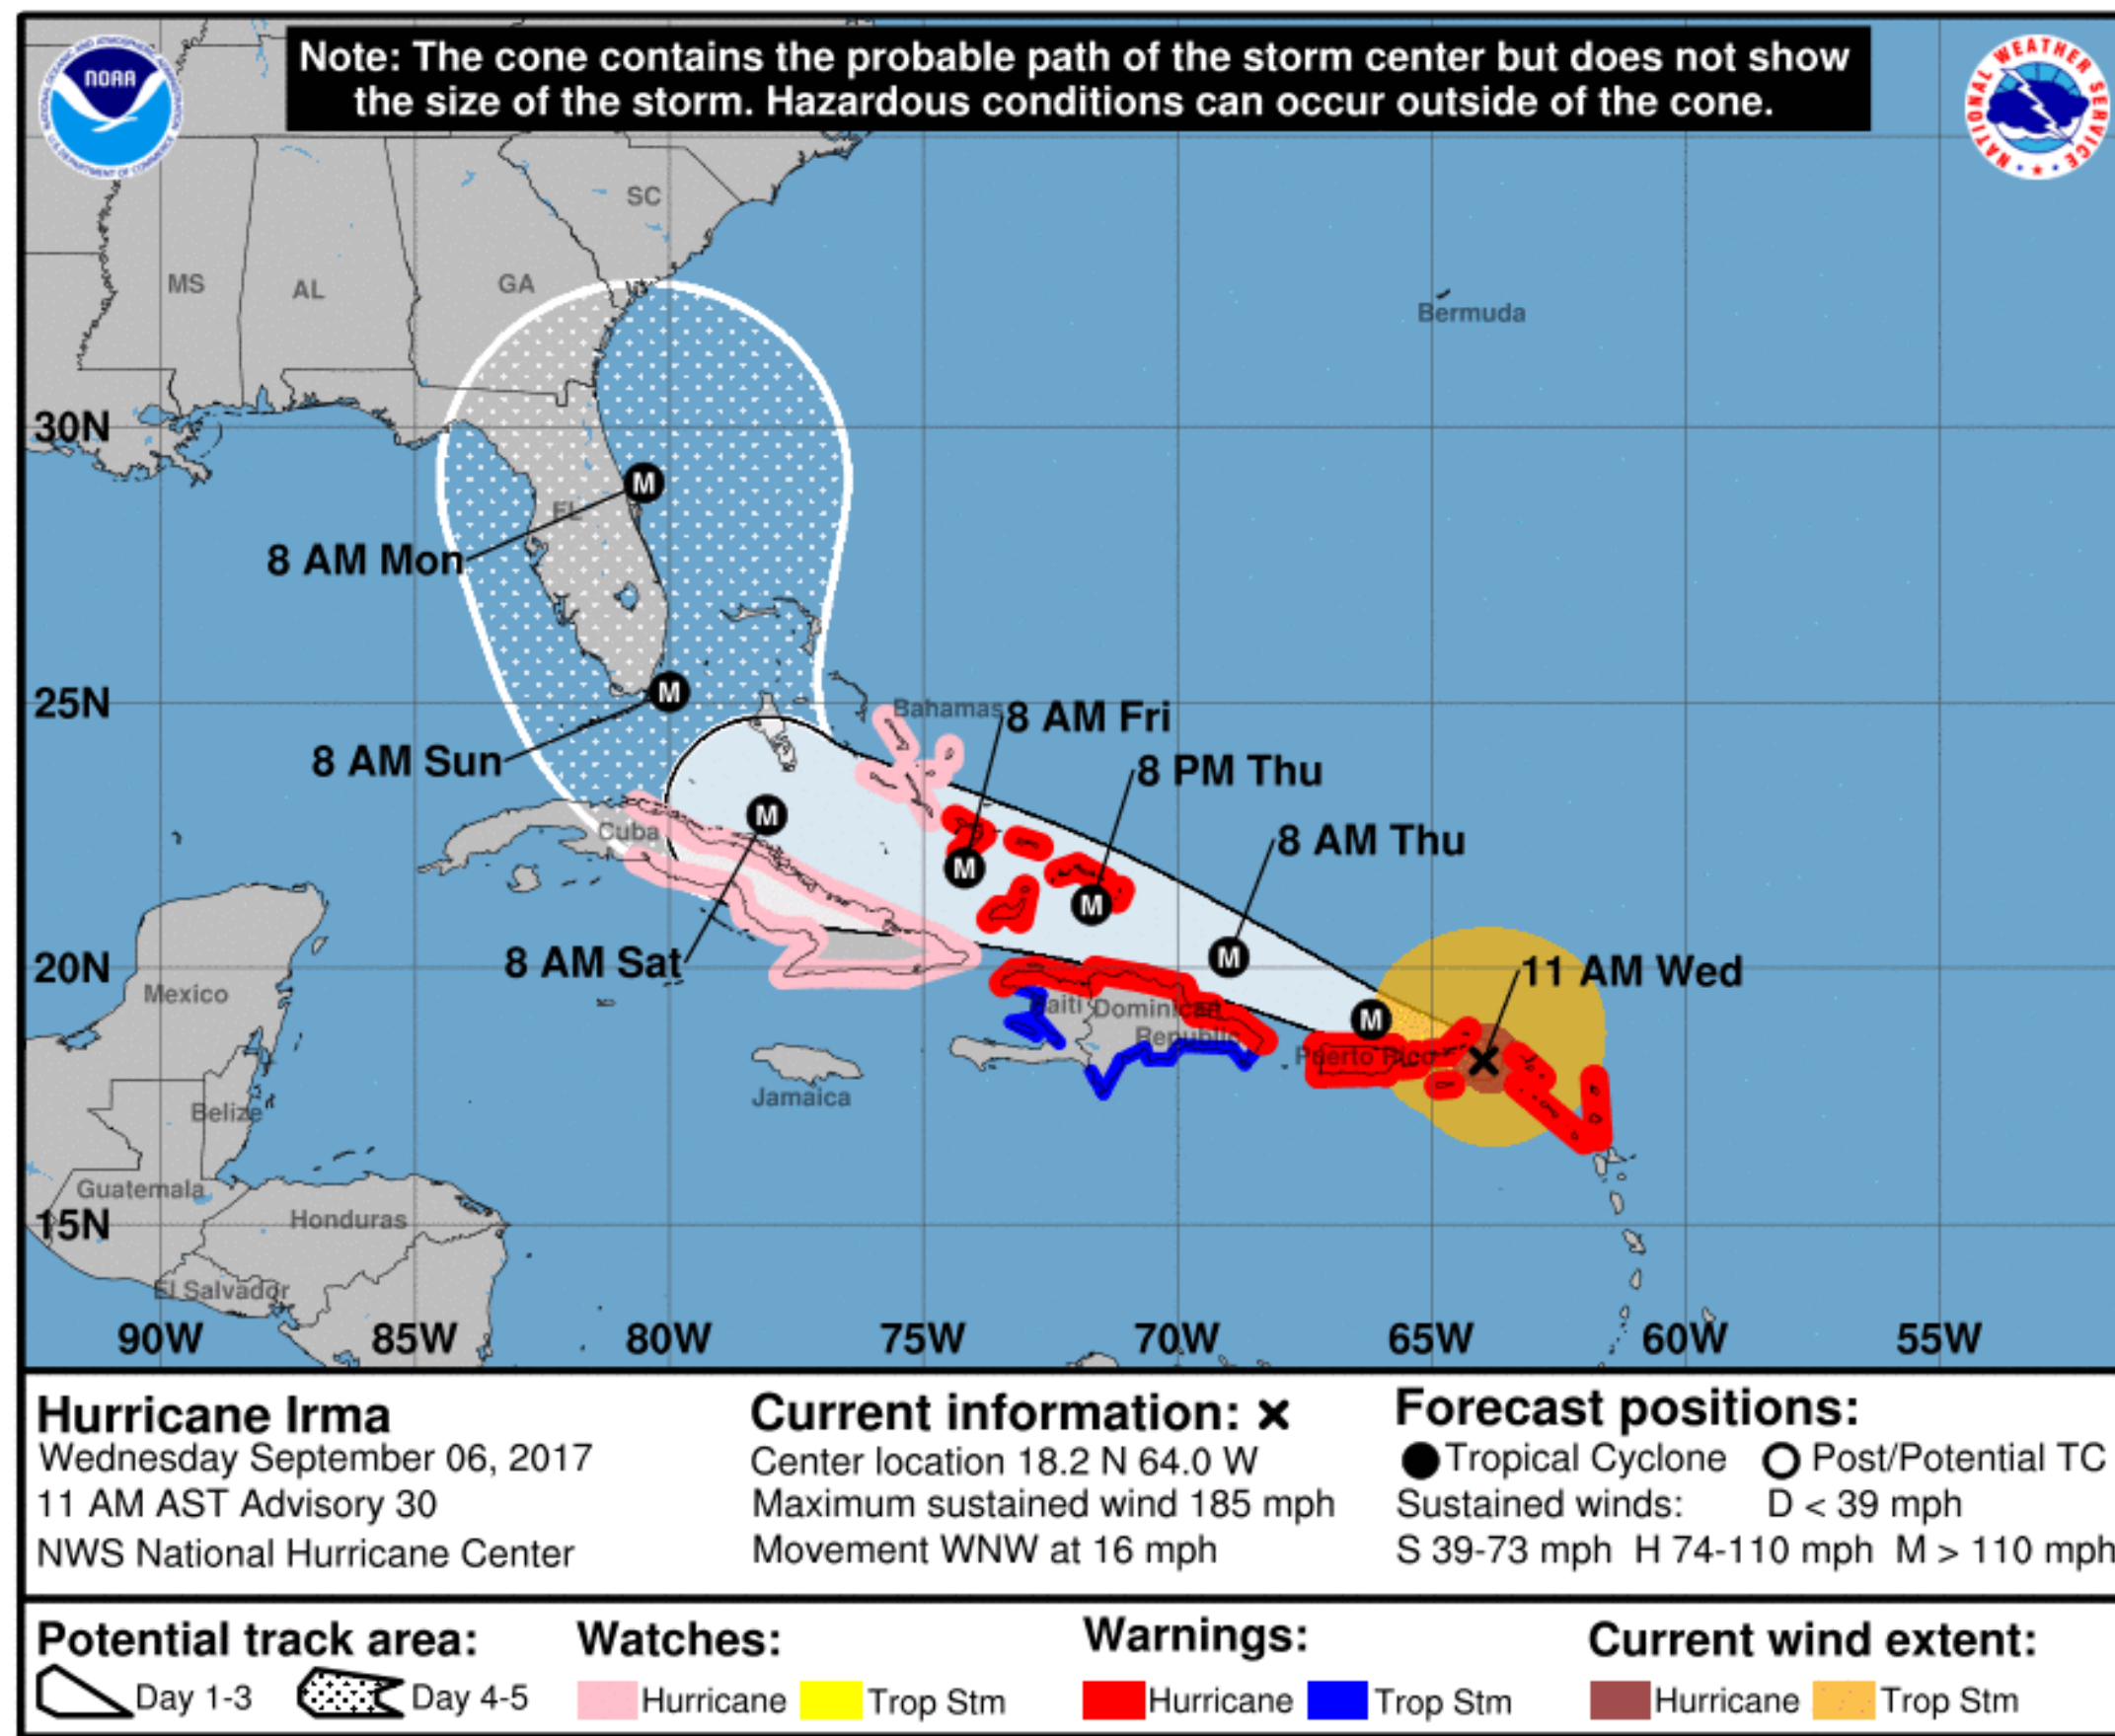 Note: The cone contains the probable path of the storm center but does not show
the size of the storm. Hazardous conditions can occur outside of the cone.
NOAA
NATIONAL OCEANIC AND ATMOSPHERIC ADMINISTRATION
U.S. DEPARTMENT OF COMMERCE
NATIONAL WEATHER SERVICE
SC
MS
AL
GA
Bermuda
30N
FL
8 AM Mon
25N
Bahamas
8 AM Fri
8 AM Sun
8 PM Thu
Cuba
8 AM Thu
8 AM Sat
20N
11 AM Wed
Mexico
Haiti
Dominican
Republic
Puerto Rico
Jamaica
Belize
Guatemala
15N
Honduras
El Salvador
90W 85W 80W 75W 70W 65W 60W 55W
Hurricane Irma
Wednesday September 06, 2017
11 AM AST Advisory 30
NWS National Hurricane Center
Current information: x
Center location 18.2 N 64.0 W
Maximum sustained wind 185 mph
Movement WNW at 16 mph
Forecast positions:
Tropical Cyclone Post/Potential TC
Sustained winds: D < 39 mph
S 39-73 mph H 74-110 mph M > 110 mph
Potential track area:
Day 1-3 Day 4-5
Watches:
Hurricane Trop Stm
Warnings:
Hurricane Trop Stm
Current wind extent:
Hurricane Trop Stm
M
M
M
M
M
M
M